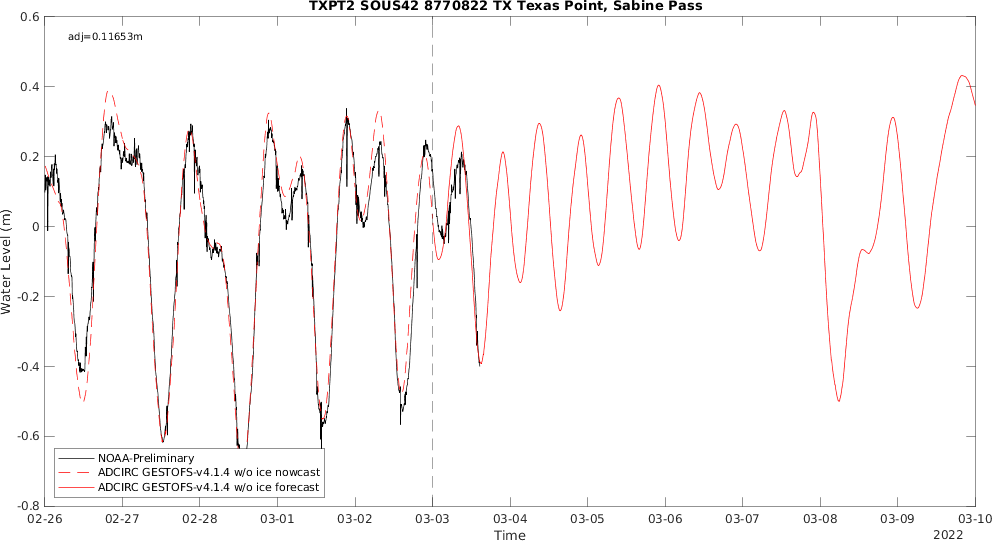 TXPT2 SOUS42 8770822 TX Texas Point, Sabine Pass
adj=0.11653m
0.6
0.4
0.2
0
-0.2
-0.4
-0.6
-0.8
Water Level (m)
NOAA-Preliminary
ADCIRC GESTOFS-v4.1.4 w/o ice nowcast
ADCIRC GESTOFS-v4.1.4 w/o ice forecast
02-26 02-27 02-28 03-01 03-02 03-03 03-04 03-05 03-06 03-07 03-08 03-09 03-10
Time
2022